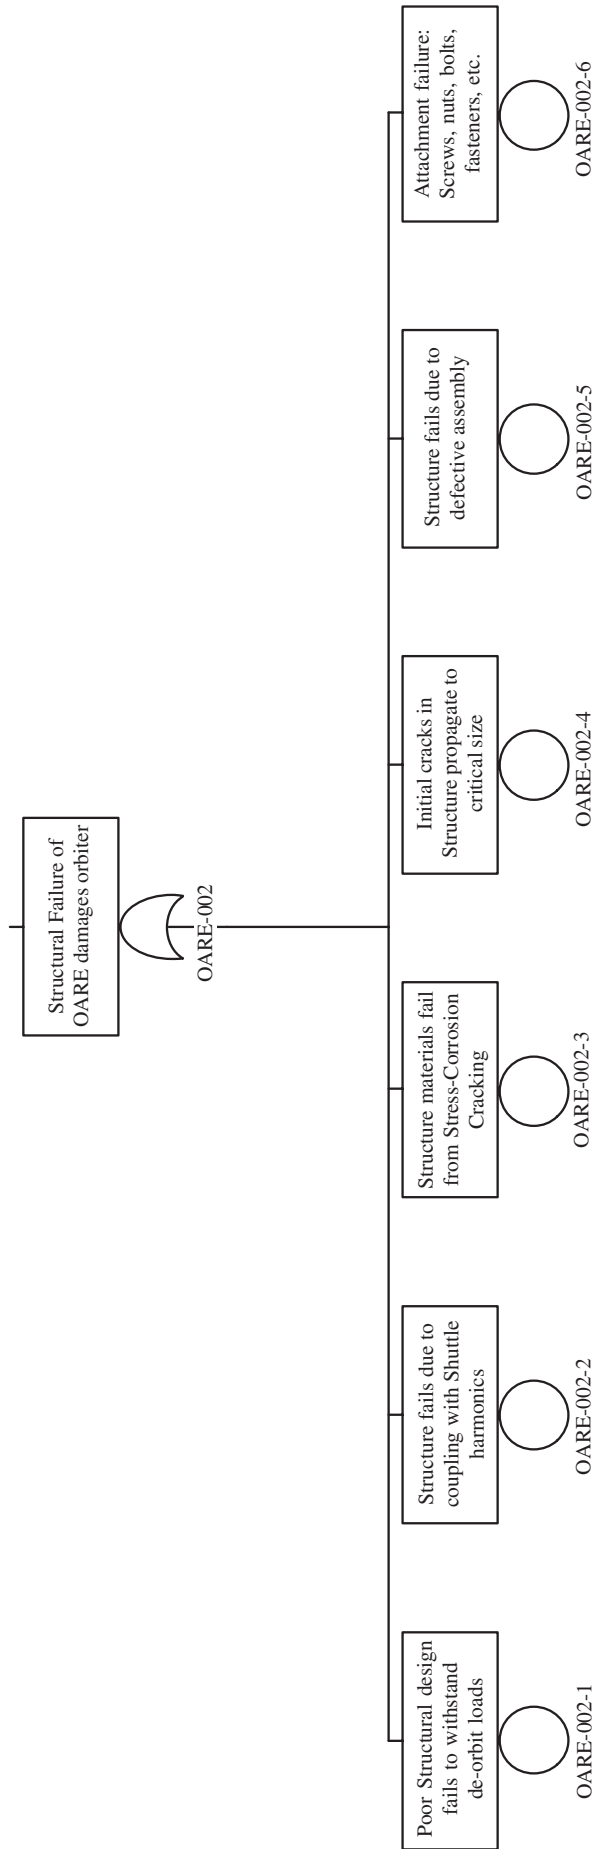 Structural Failure of
OARE damages orbiter
OARE-002
Poor Structural design
fails to withstand
de-orbit loads
OARE-002-1
Structure fails due to
coupling with Shuttle
harmonics
OARE-002-2
Structure materials fail
from Stress-Corrosion
Cracking
OARE-002-3
Initial cracks in
Structure propagate to
critical size
OARE-002-4
Structure fails due to
defective assembly
OARE-002-5
Attachment failure:
Screws, nuts, bolts,
fasteners, etc.
OARE-002-6